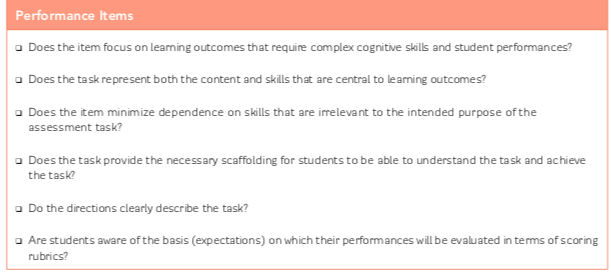 Performance Items
❑ Does the item focus on learning outcomes that require complex cognitive skills and student performances?
❑ Does the task represent both the content and skills that are central to learning outcomes?
❑ Does the item minimize dependence on skills that are irrelevant to the intended purpose of the
assessment task?
❑ Does the task provide the necessary scaffolding for students to be able to understand the task and achieve
the task?
❑ Do the directions clearly describe the task?
❑ Are students aware of the basis (expectations) on which their performances will be evaluated in terms of scoring
rubrics?